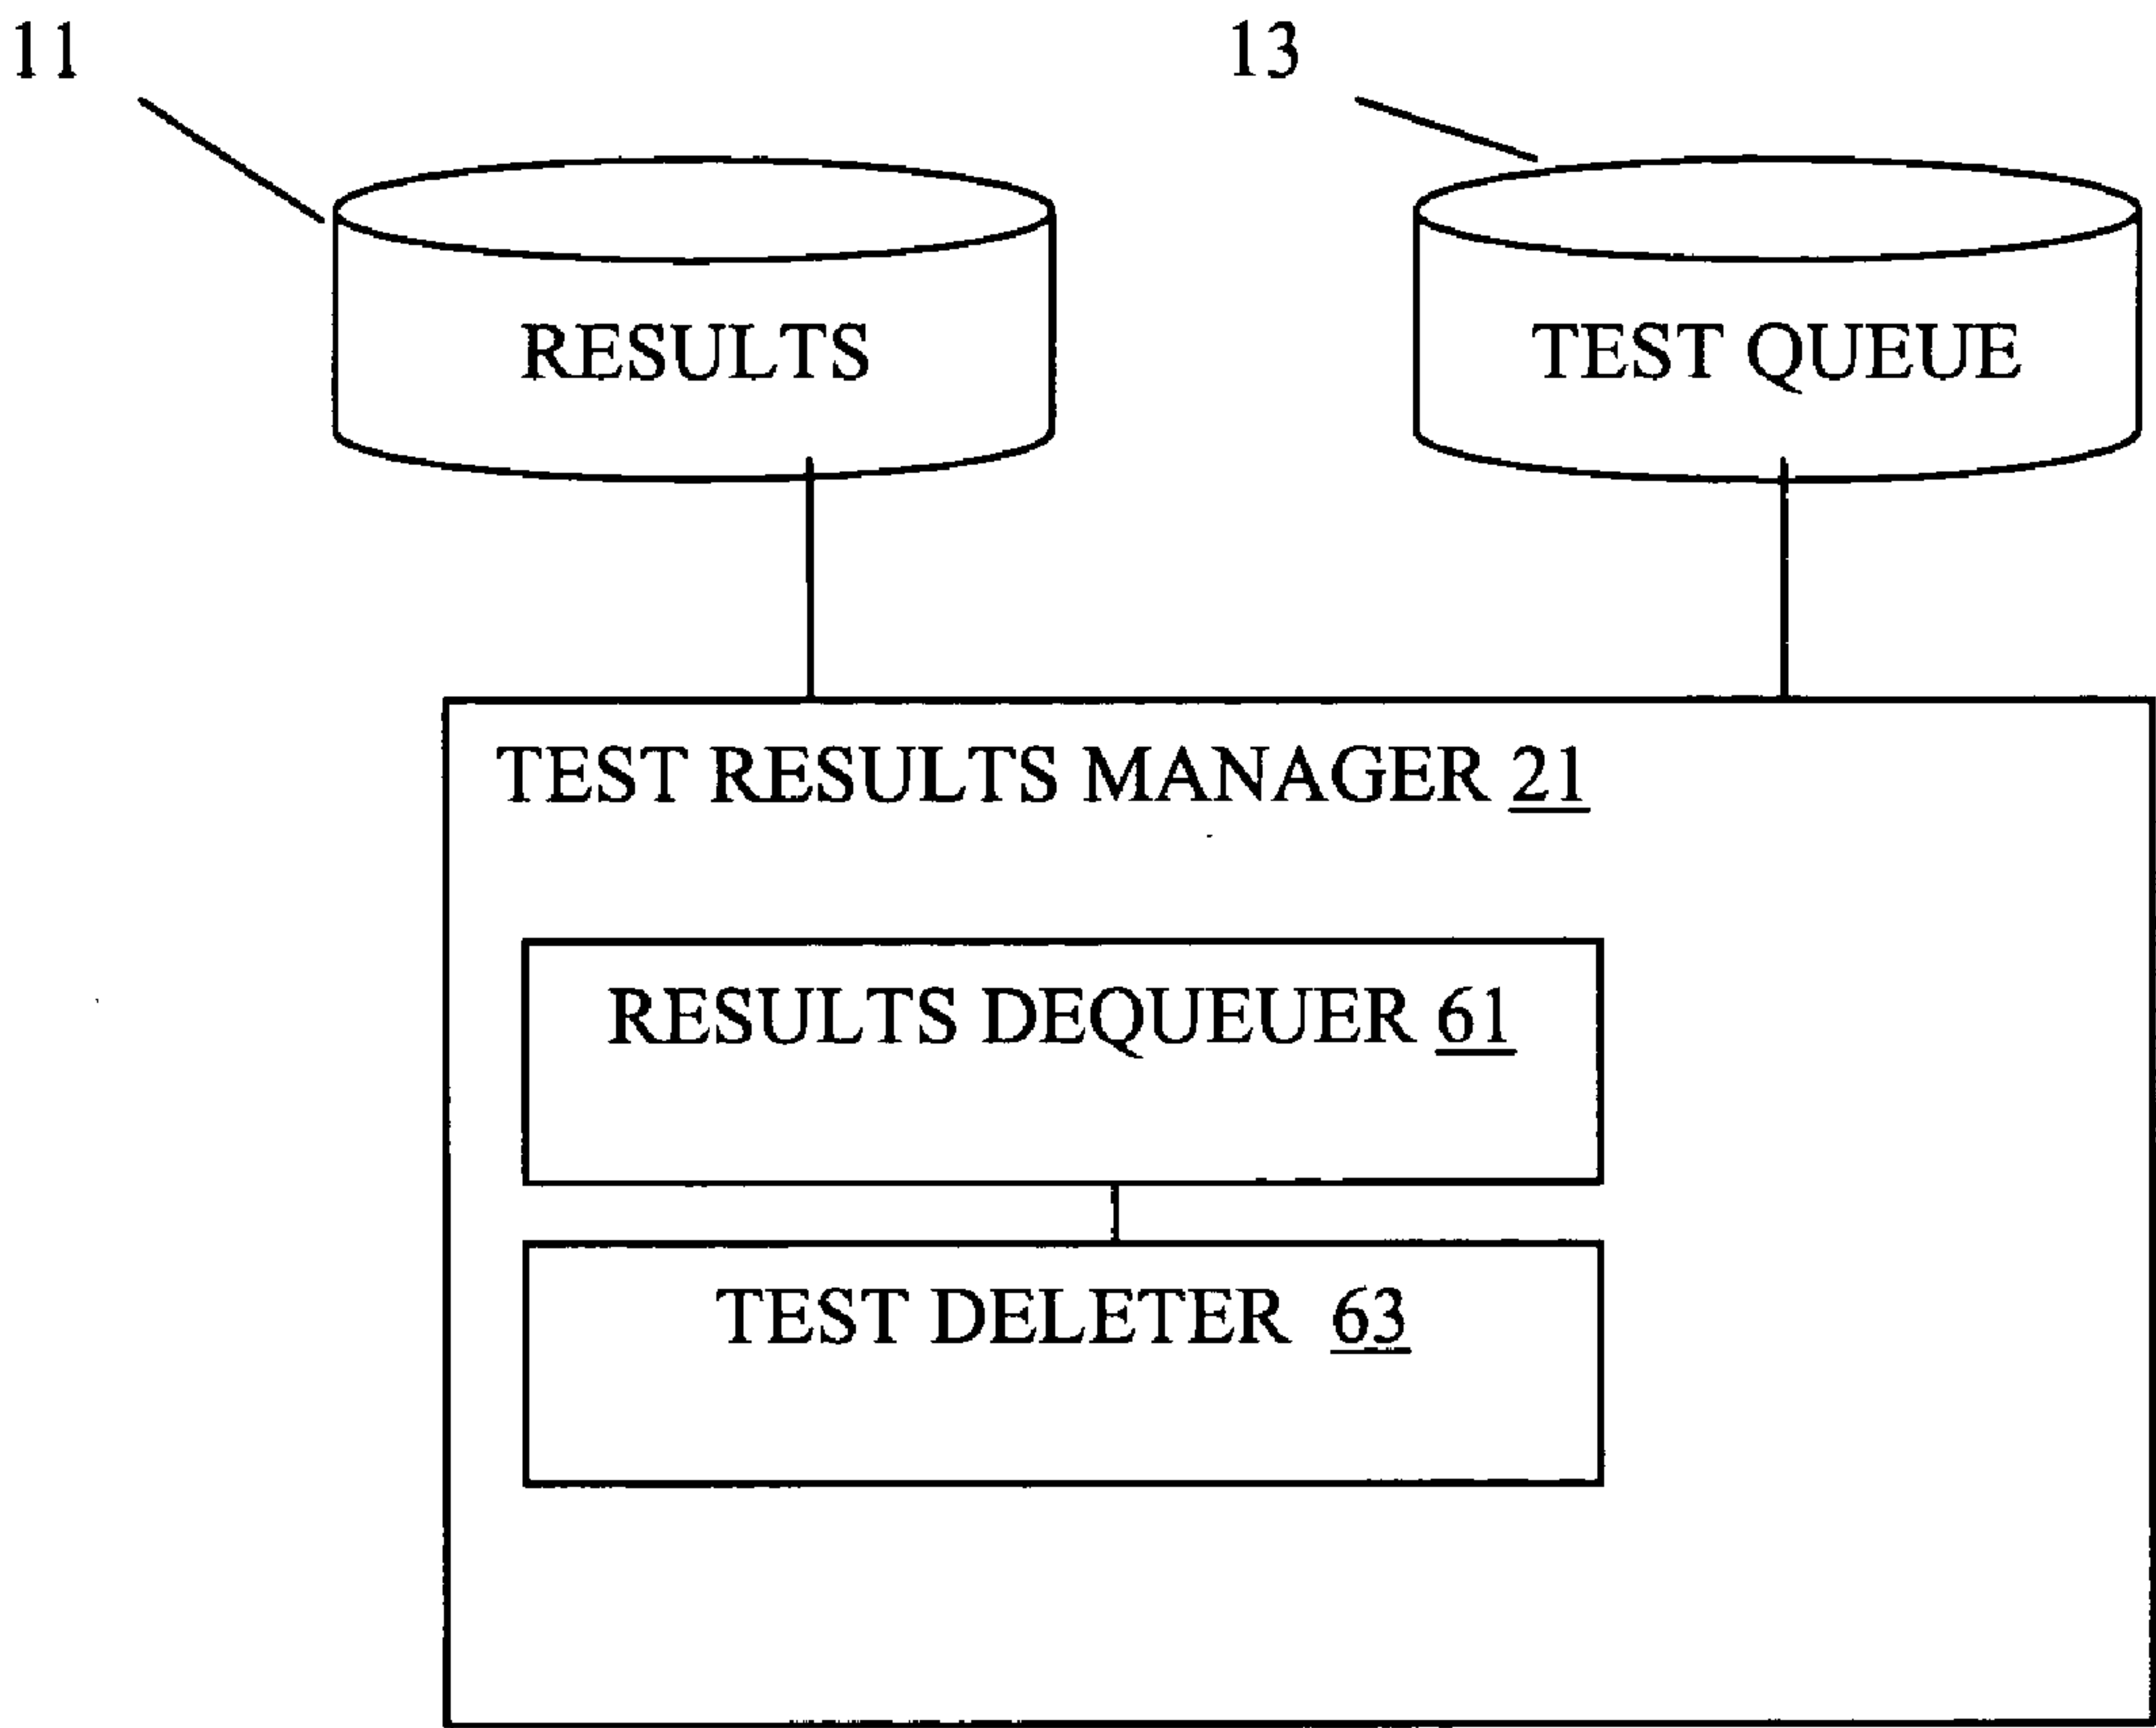 11
13
RESULTS
TEST QUEUE
TEST RESULTS MANAGER 21
RESULTS DEQUEUER 61
TEST DELETER 63